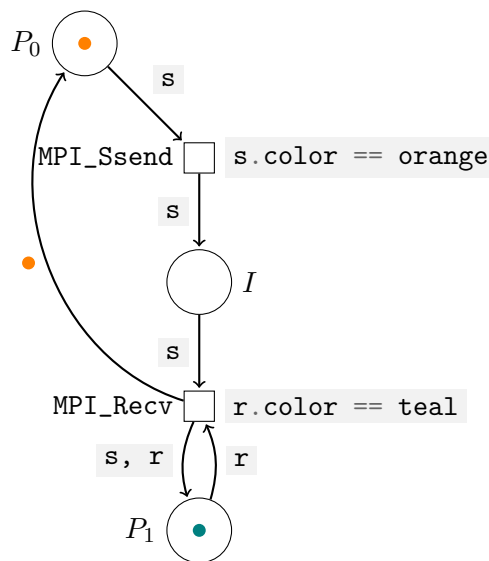 P₀
s
MPI_Ssend s.color == orange
s
I
s
MPI_Recv r.color == teal
s, r r
P₁